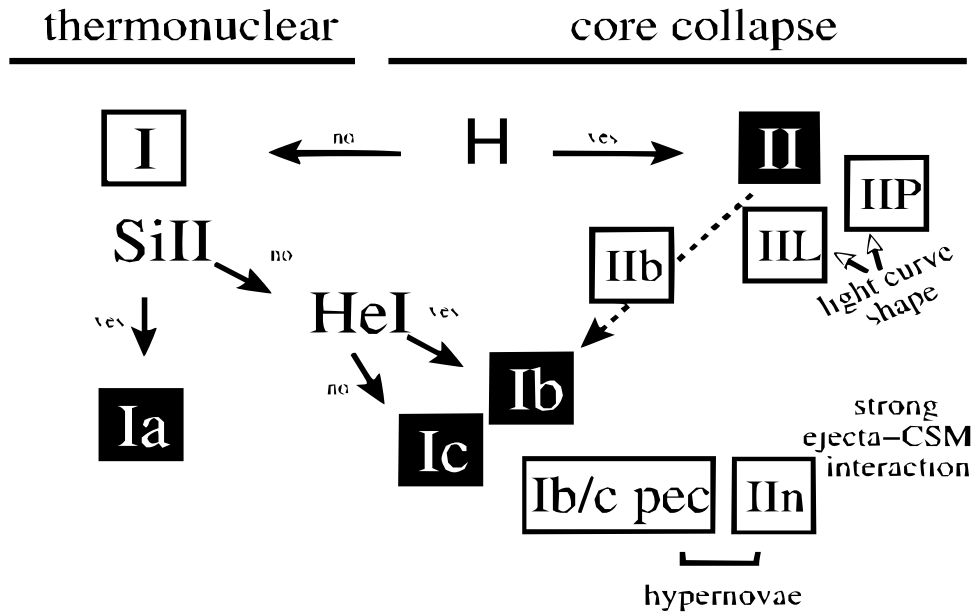 thermonuclear
core collapse
I
no
H
yes
II
IIP
SiII
no
IIb
IIL
light curve
shape
yes
HeI
yes
no
Ib
Ia
Ic
strong
ejecta-CSM
interaction
Ib/c pec
IIn
hypernovae